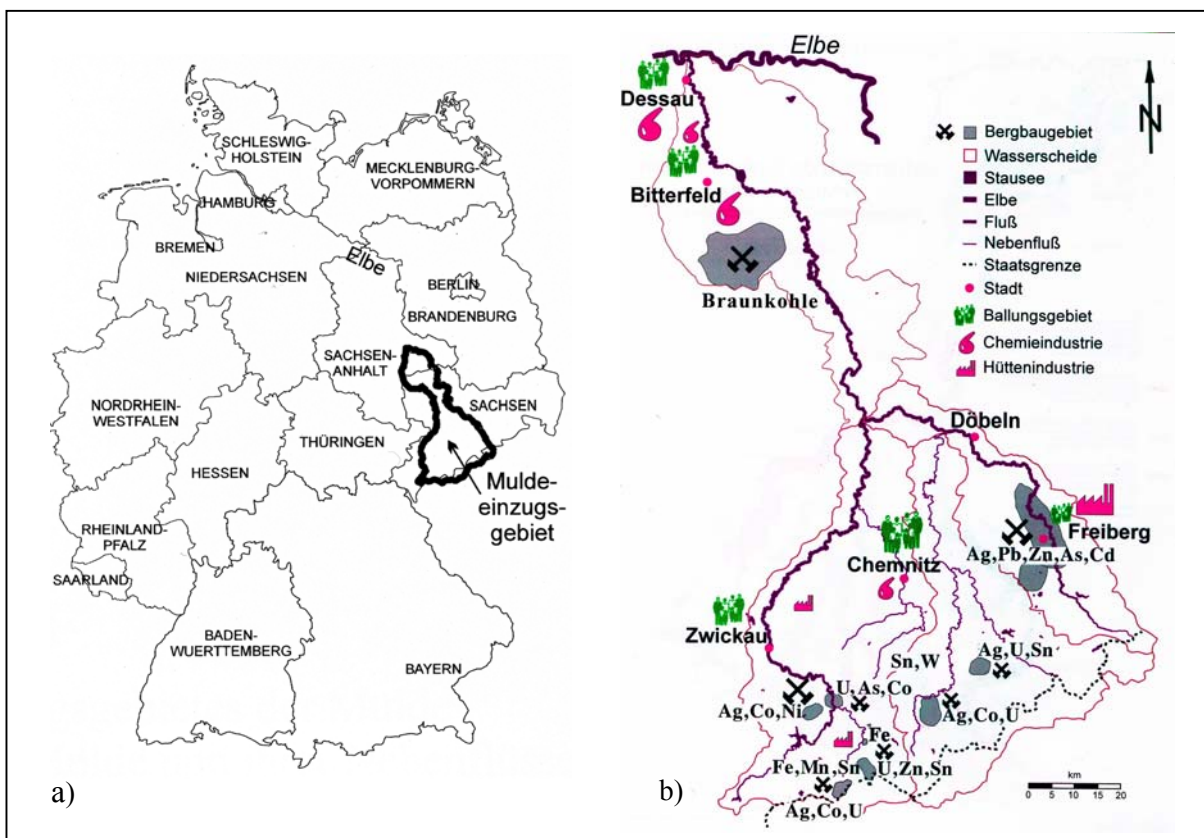 SCHLESWIG-
HOLSTEIN
MECKLENBURG-
VORPOMMERN
HAMBURG
BREMEN
Elbe
NIEDERSACHSEN
BERLIN
BRANDENBURG
SACHSEN-
ANHALT
NORDRHEIN-
WESTFALEN
SACHSEN
THÜRINGEN
HESSEN
Mulde-
einzugs-
gebiet
RHEINLAND-
PFALZ
SAARLAND
BADEN-
WUERTTEMBERG
BAYERN
a)
Elbe
Dessau
Bitterfeld
Braunkohle
N
Bergbaugebiet
Wasserscheide
Stausee
Elbe
Fluß
Nebenfluß
Staatsgrenze
Stadt
Ballungsgebiet
Chemieindustrie
Hüttenindustrie
Döbeln
Freiberg
Ag,Pb,Zn,As,Cd
Chemnitz
Zwickau
Ag,U,Sn
Sn,W
U,As,Co
Ag,Co,Ni
Ag,Co,U
Fe
Fe,Mn,Sn
U,Zn,Sn
Ag,Co,U
km
0 5 10 15 20
b)